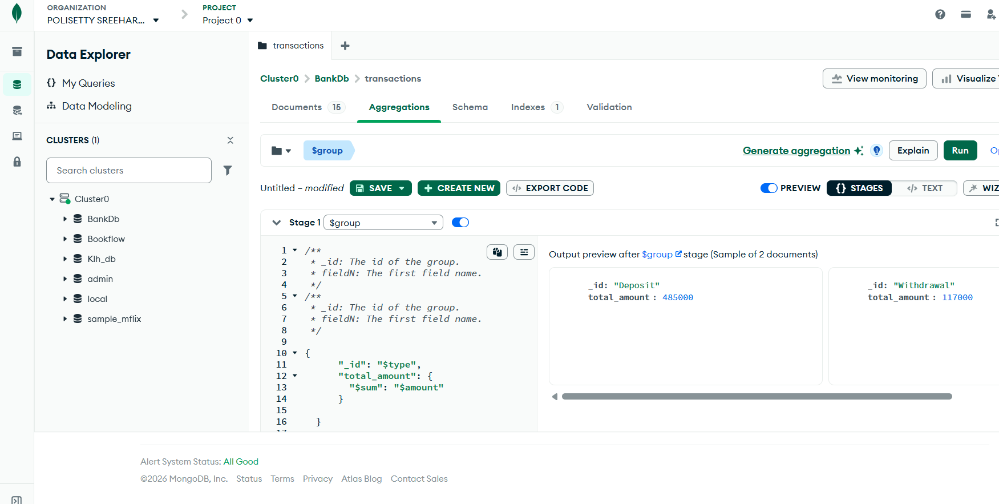 ORGANIZATION
POLISETTY SREEHAR...
PROJECT
Project 0
Data Explorer
My Queries
Data Modeling
CLUSTERS (1)
Search clusters
Cluster0
BankDb
Bookflow
Klh_db
admin
local
sample_mflix
transactions
Cluster0 > BankDb > transactions
View monitoring
Visualize
Documents 15
Aggregations
Schema
Indexes 1
Validation
$group
Generate aggregation
Explain
Run
Untitled – modified
SAVE
CREATE NEW
EXPORT CODE
PREVIEW
{} STAGES
</> TEXT
WIZ
Stage 1 $group
1 /**
2 * _id: The id of the group.
3 * fieldN: The first field name.
4 */
5 /**
6 * _id: The id of the group.
7 * fieldN: The first field name.
8 */
9
10 {
11 "_id": "$type",
12 "total_amount": {
13 "$sum": "$amount"
14 }
15
16 }
Output preview after $group stage (Sample of 2 documents)
_id: "Deposit"
total_amount : 485000
_id: "Withdrawal"
total_amount : 117000
Alert System Status: All Good
©2026 MongoDB, Inc. Status Terms Privacy Atlas Blog Contact Sales